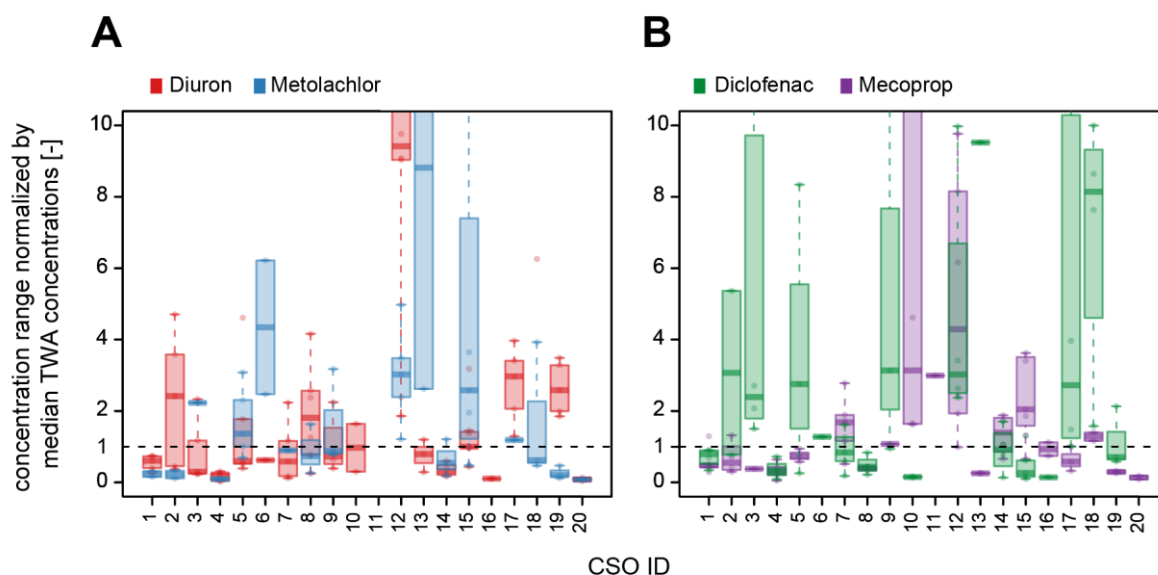 A
B
Diuron Metolachlor
Diclofenac Mecoprop
concentration range normalized by
median TWA concentrations [-]
10
8
6
4
2
1
0
10
8
6
4
2
1
0
1 2 3 4 5 6 7 8 9 10 11 12 13 14 15 16 17 18 19 20
1 2 3 4 5 6 7 8 9 10 11 12 13 14 15 16 17 18 19 20
CSO ID